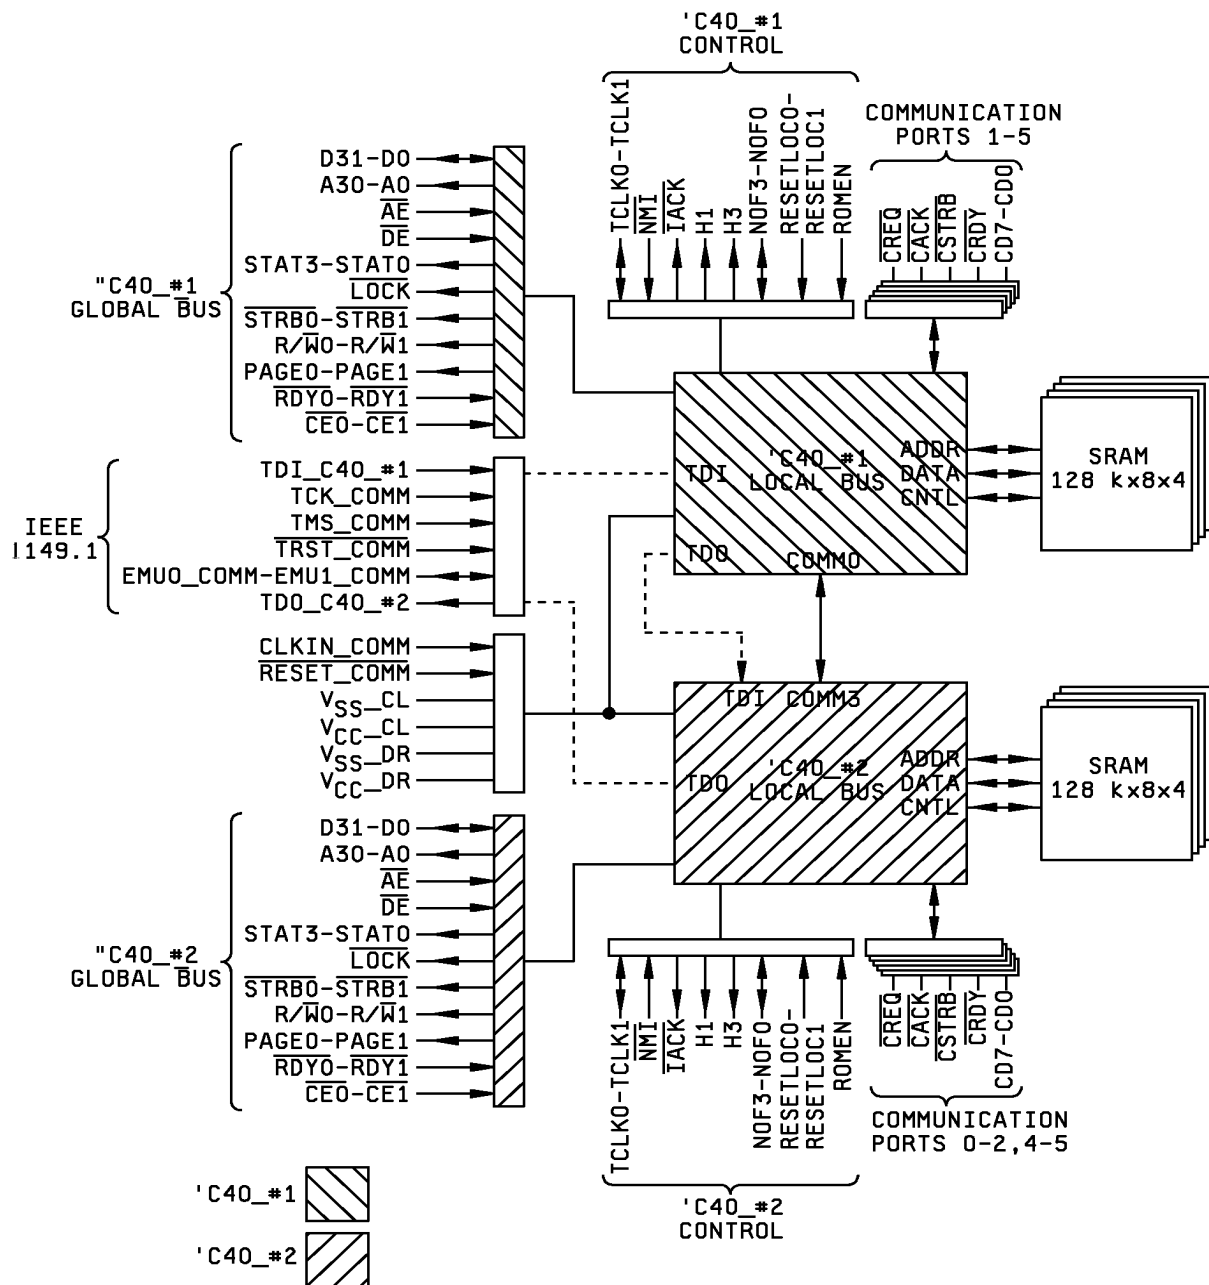 'C40_#1
CONTROL
TCLK0-TCLK1
NMI
IACK
H1
H3
NOF3-NOF0
RESETLOC0-
RESETLOC1
ROMEN
COMMUNICATION
PORTS 1-5
CREQ
CACK
CSTRB
CRDY
CD7-CD0
"C40_#1
GLOBAL BUS
D31-D0
A30-A0
AE
DE
STAT3-STAT0
LOCK
STRB0-STRB1
R/W0-R/W1
PAGE0-PAGE1
RDY0-RDY1
CE0-CE1
IEEE
1149.1
TDI_C40_#1
TCK_COMM
TMS_COMM
TRST_COMM
EMU0_COMM-EMU1_COMM
TDO_C40_#2
CLKIN_COMM
RESET_COMM
VSS_CL
VCC_CL
VSS_DR
VCC_DR
TDI
'C40_#1
LOCAL BUS
ADDR
DATA
CNTL
TDO
COMM0
SRAM
128 kx8x4
TDI
COMM3
TDO
'C40_#2
LOCAL BUS
ADDR
DATA
CNTL
SRAM
128 kx8x4
"C40_#2
GLOBAL BUS
D31-D0
A30-A0
AE
DE
STAT3-STAT0
LOCK
STRB0-STRB1
R/W0-R/W1
PAGE0-PAGE1
RDY0-RDY1
CE0-CE1
TCLK0-TCLK1
NMI
IACK
H1
H3
NOF3-NOF0
RESETLOC0-
RESETLOC1
ROMEN
CREQ
CACK
CSTRB
CRDY
CD7-CD0
COMMUNICATION
PORTS 0-2,4-5
'C40_#2
CONTROL
'C40_#1
'C40_#2